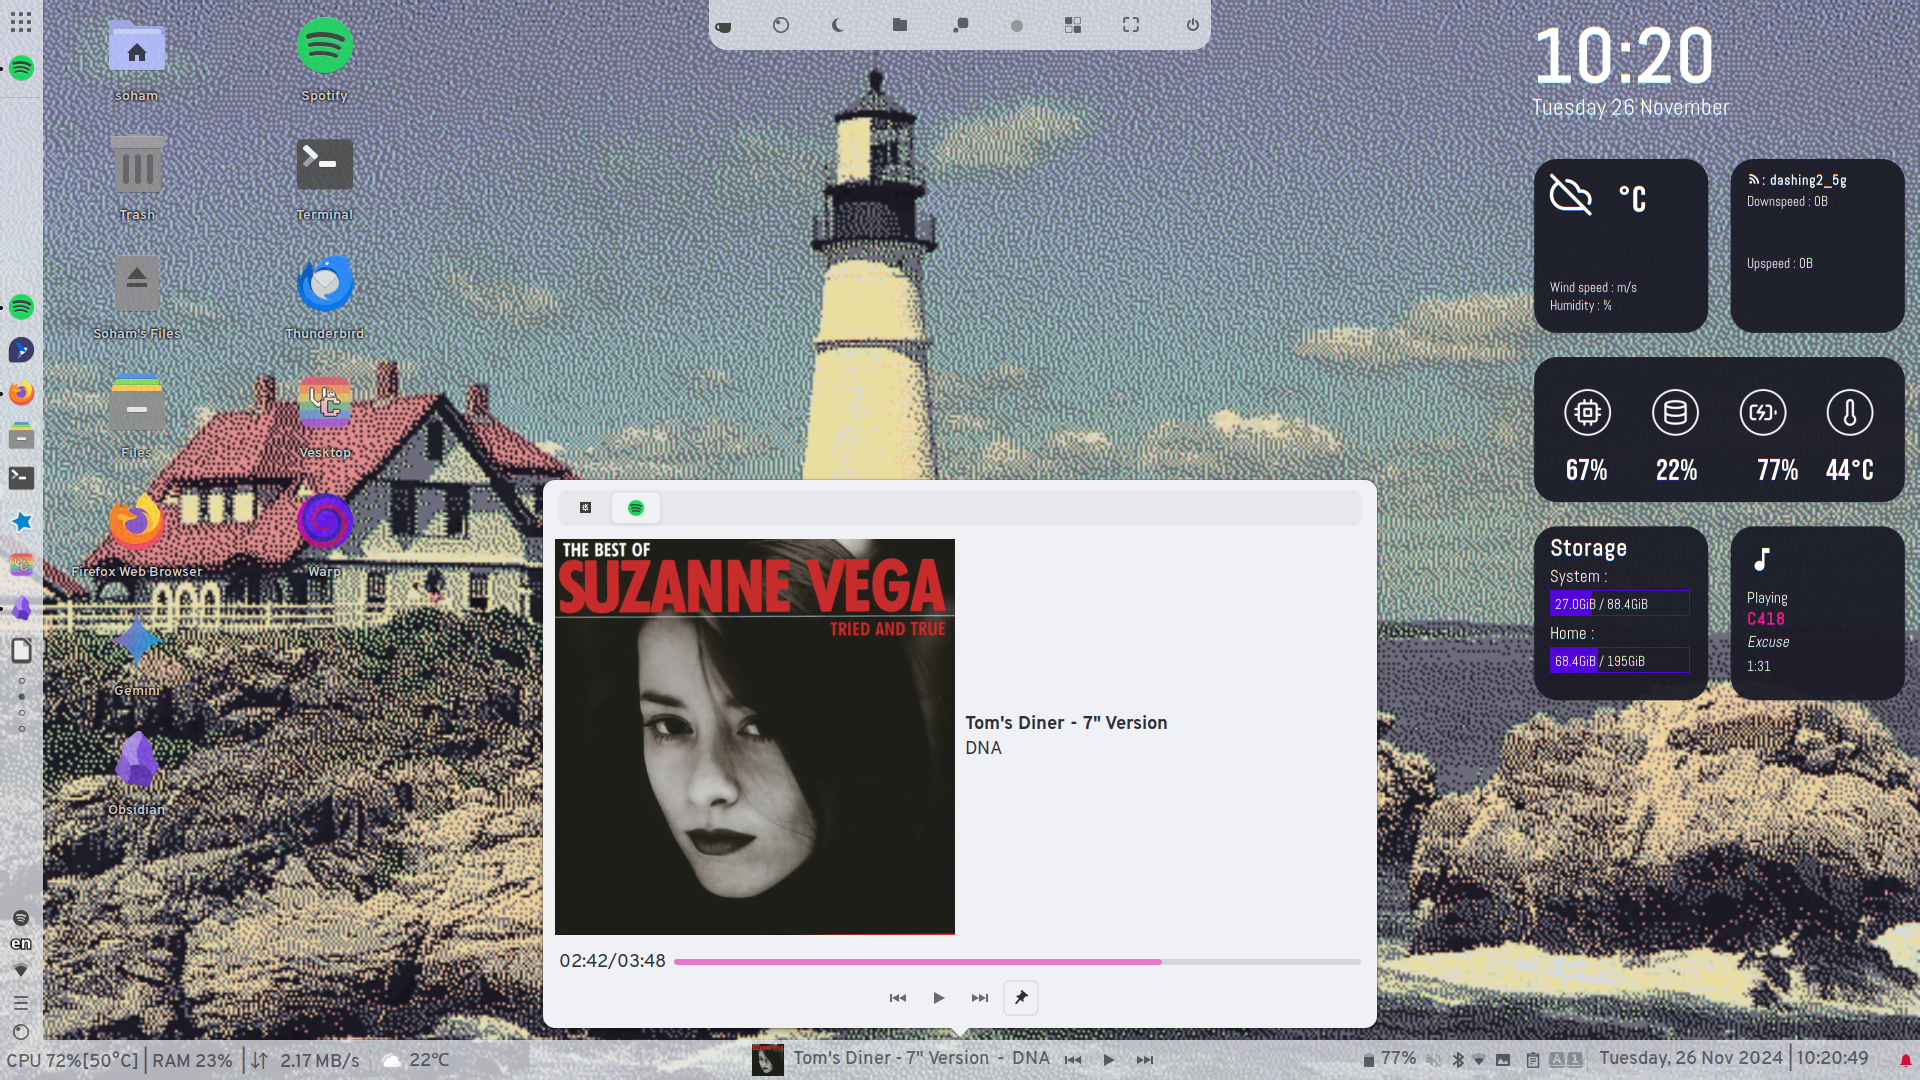 soham
Spotify
Trash
Terminal
Soham's Files
Thunderbird
Files
Vesktop
VC
Firefox Web Browser
Warp
Gemini
Obsidian
en
10:20
Tuesday 26 November
°C
Wind speed : m/s
Humidity : %
: dashing2_5g
Downspeed : 0B
Upspeed : 0B
67%
22%
77%
44°C
Storage
System :
27.0GiB / 88.4GiB
Home :
68.4GiB / 195GiB
Playing
C418
Excuse
1:31
THE BEST OF
SUZANNE VEGA
TRIED AND TRUE
Tom's Diner - 7" Version
DNA
02:42/03:48
CPU 72%[50°C] | RAM 23% | 2.17 MB/s 22°C
Tom's Diner - 7" Version - DNA
77% A 1 Tuesday, 26 Nov 2024 | 10:20:49